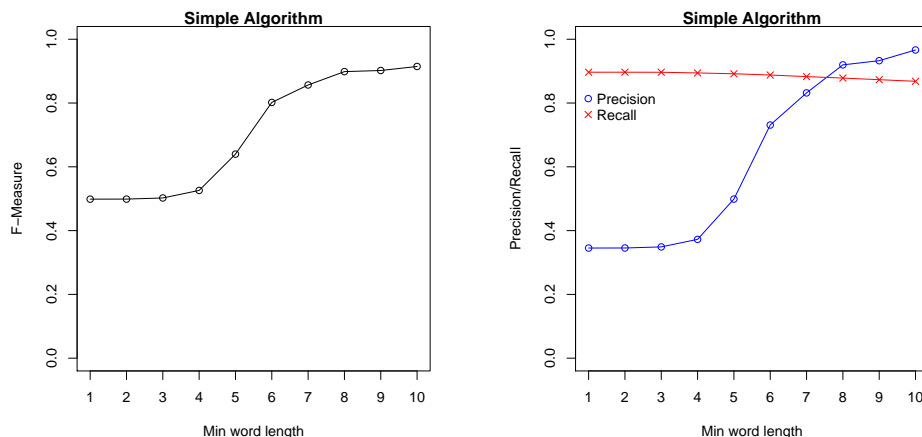 Simple Algorithm
F−Measure
1.0
0.8
0.6
0.4
0.2
0.0
1 2 3 4 5 6 7 8 9 10
Min word length
Simple Algorithm
Precision/Recall
1.0
0.8
0.6
0.4
0.2
0.0
Precision
Recall
1 2 3 4 5 6 7 8 9 10
Min word length